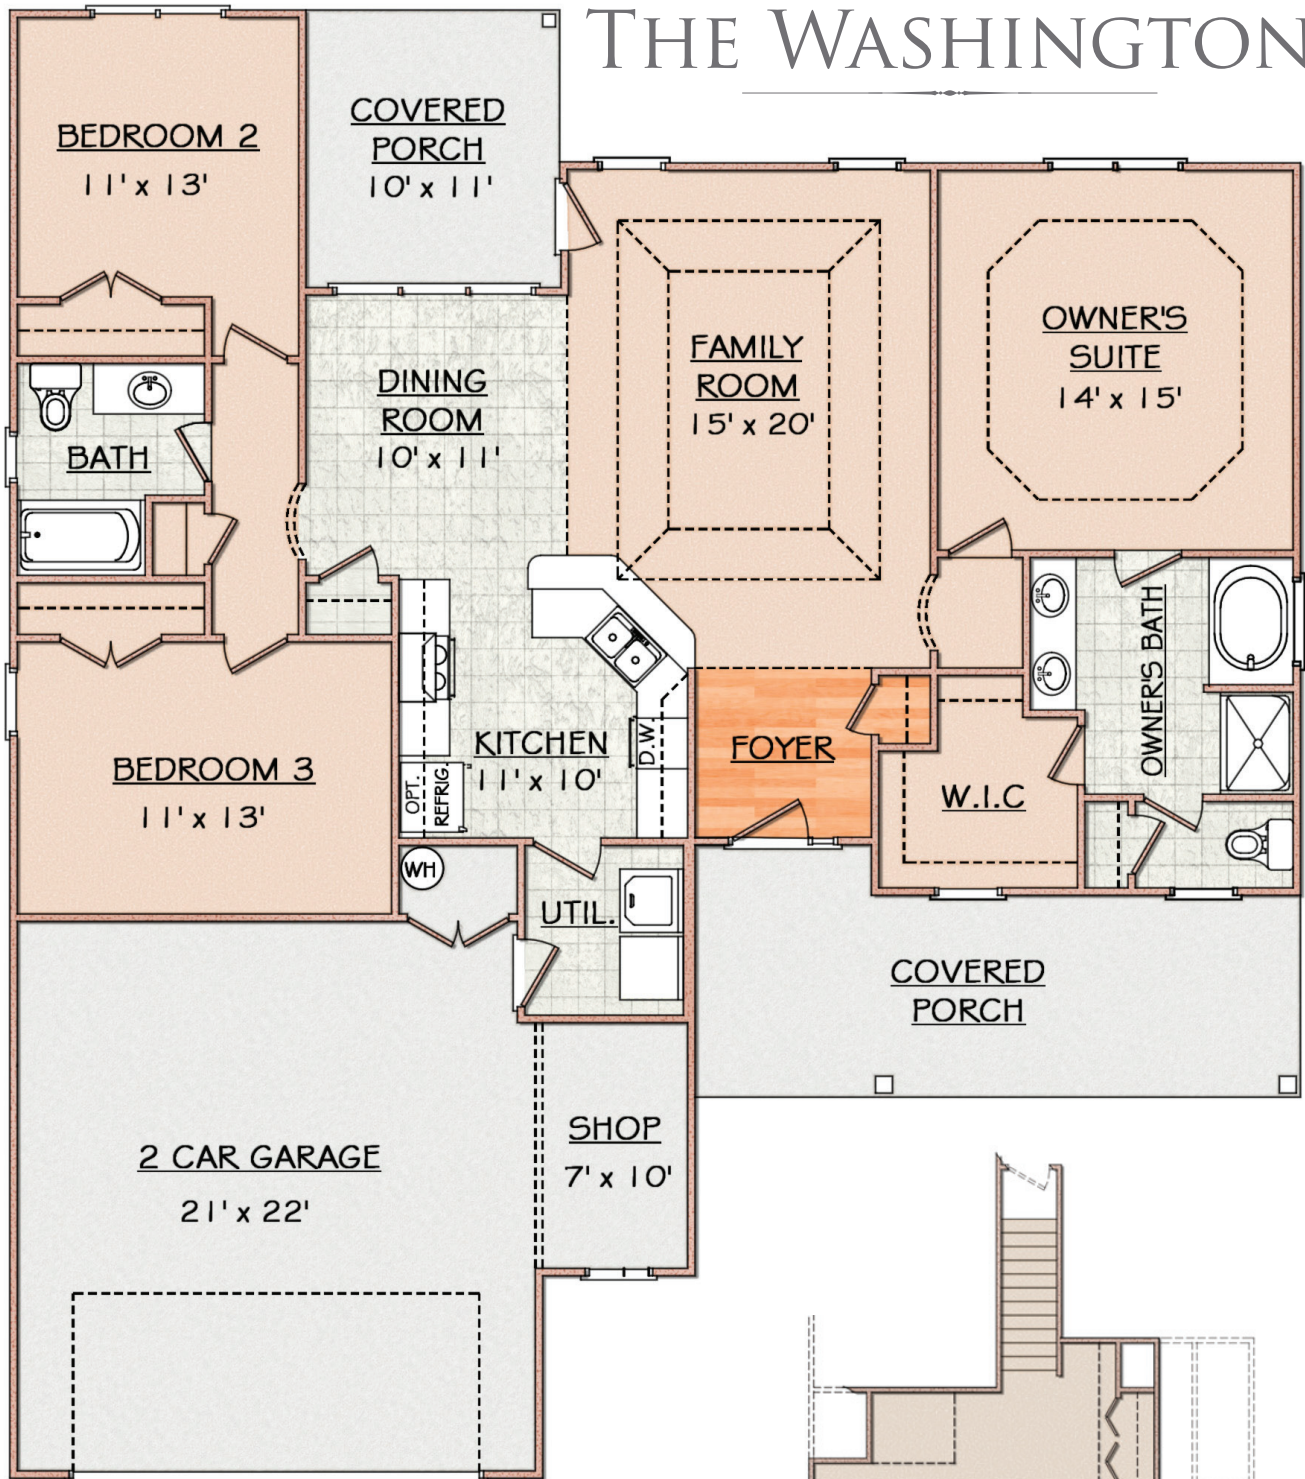 THE WASHINGTON
BEDROOM 2
11' x 13'
COVERED
PORCH
10' x 11'
DINING
ROOM
10' x 11'
FAMILY
ROOM
15' x 20'
OWNER'S
SUITE
14' x 15'
BATH
OWNER'S BATH
BEDROOM 3
11' x 13'
OPT.
REFRIG.
KITCHEN
11' x 10'
D.W.
FOYER
W.I.C
WH
UTIL.
COVERED
PORCH
2 CAR GARAGE
21' x 22'
SHOP
7' x 10'